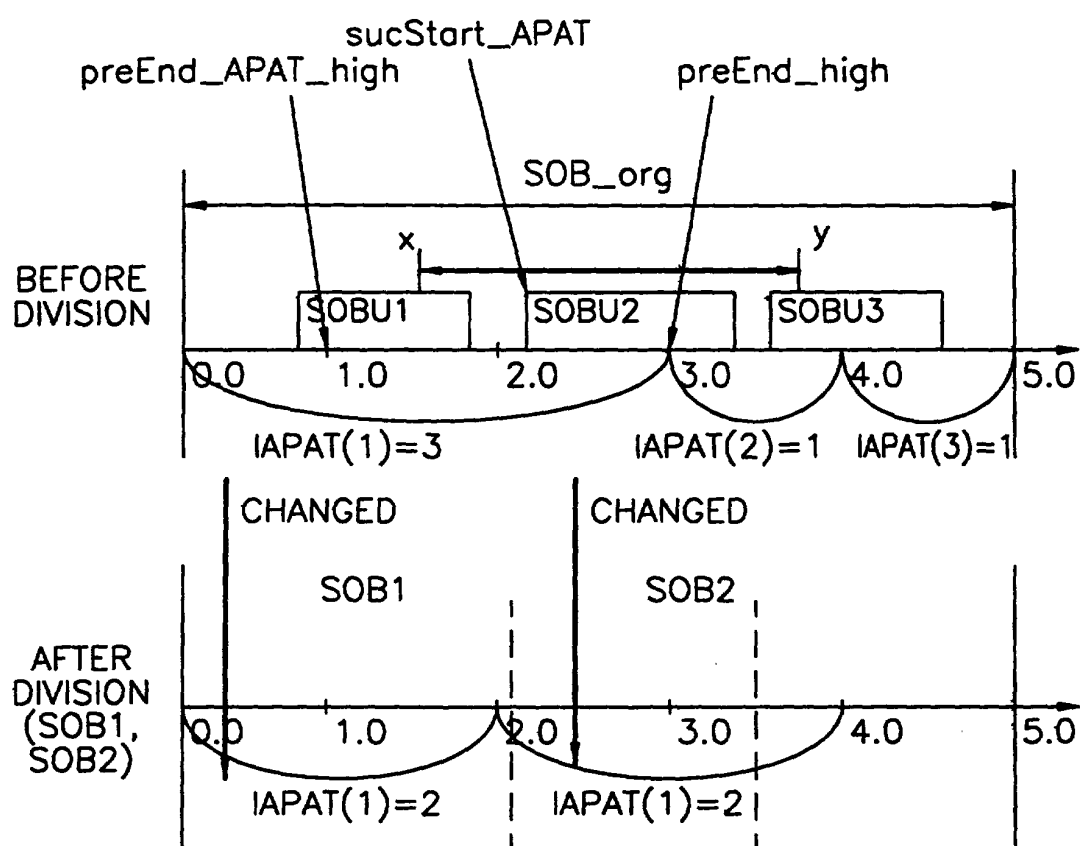 sucStart_APAT
preEnd_APAT_high
preEnd_high
SOB_org
x
y
BEFORE
DIVISION
SOBU1
SOBU2
SOBU3
0.0 1.0 2.0 3.0 4.0 5.0
IAPAT(1)=3
IAPAT(2)=1
IAPAT(3)=1
CHANGED
CHANGED
SOB1
SOB2
AFTER
DIVISION
(SOB1,
SOB2)
0.0 1.0 2.0 3.0 4.0 5.0
IAPAT(1)=2
IAPAT(1)=2